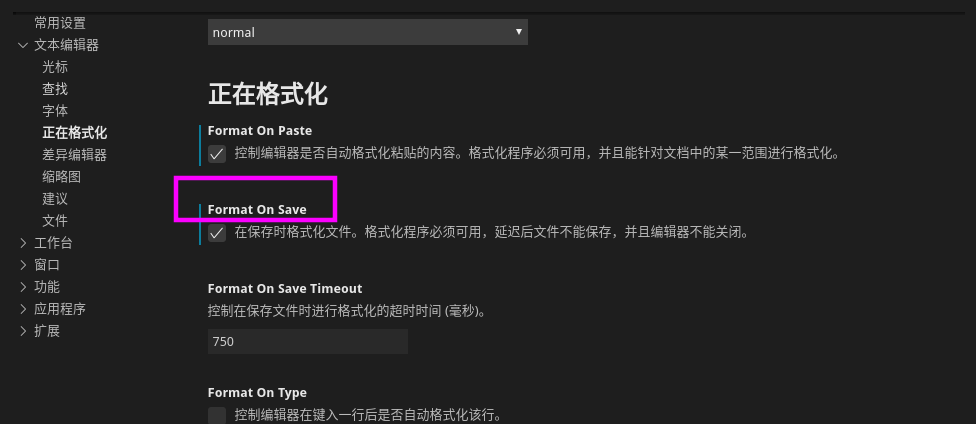 常用设置
文本编辑器
光标
查找
字体
正在格式化
差异编辑器
缩略图
建议
文件
工作台
窗口
功能
应用程序
扩展
normal
正在格式化
Format On Paste
控制编辑器是否自动格式化粘贴的内容。格式化程序必须可用，并且能针对文档中的某一范围进行格式化。
Format On Save
在保存时格式化文件。格式化程序必须可用，延迟后文件不能保存，并且编辑器不能关闭。
Format On Save Timeout
控制在保存文件时进行格式化的超时时间 (毫秒)。
750
Format On Type
控制编辑器在键入一行后是否自动格式化该行。